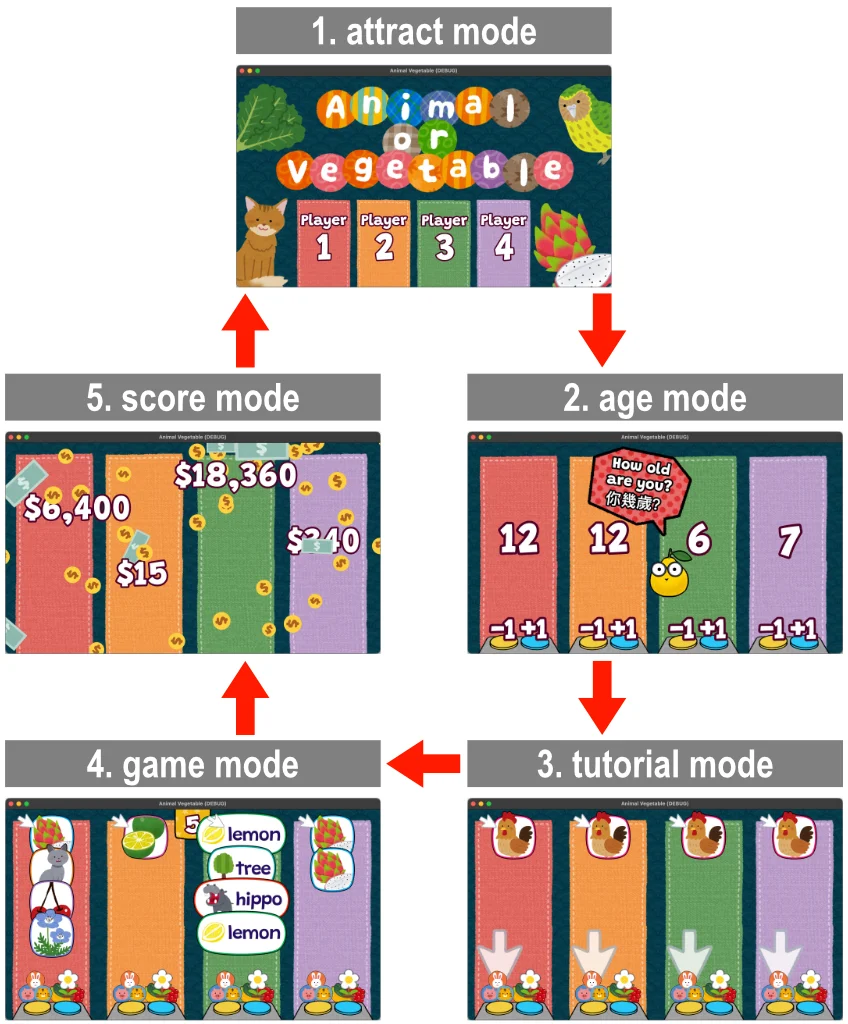 1. attract mode
Animal Vegetable (DEBUG)
Animal
or
Vegetable
Player
1
Player
2
Player
3
Player
4
5. score mode
Animal Vegetable (DEBUG)
$6,400
$15
$18,360
$340
2. age mode
Animal Vegetable (DEBUG)
How old
are you?
你幾歲?
12
12
6
7
-1 +1
-1 +1
-1 +1
-1 +1
4. game mode
Animal Vegetable (DEBUG)
5
lemon
tree
hippo
lemon
3. tutorial mode
Animal Vegetable (DEBUG)